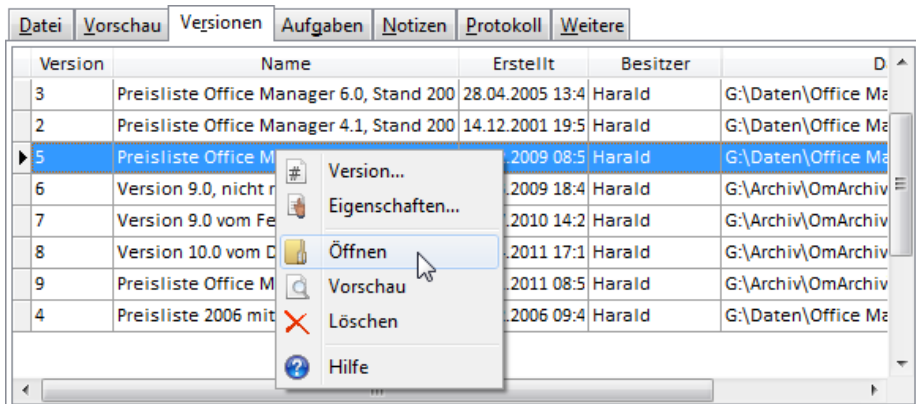 Datei Vorschau Versionen Aufgaben Notizen Protokoll Weitere
Version Name Erstellt Besitzer
3 Preisliste Office Manager 6.0, Stand 200 28.04.2005 13:4 Harald G:\Daten\Office Ma
2 Preisliste Office Manager 4.1, Stand 200 14.12.2001 19:5 Harald G:\Daten\Office Ma
5 Preisliste Office M .2009 08:5 Harald G:\Daten\Office Ma
6 Version 9.0, nicht .2009 18:4 Harald G:\Archiv\OmArchiv
7 Version 9.0 vom Fe .2010 14:2 Harald G:\Archiv\OmArchiv
8 Version 10.0 vom D .2011 17:1 Harald G:\Archiv\OmArchiv
9 Preisliste Office M .2011 08:5 Harald G:\Archiv\OmArchiv
4 Preisliste 2006 mit .2006 09:4 Harald G:\Daten\Office Ma
Version...
Eigenschaften...
Öffnen
Vorschau
Löschen
Hilfe